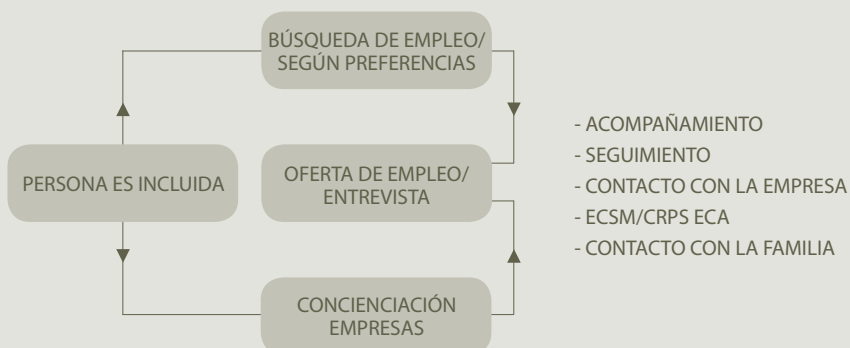 BÚSQUEDA DE EMPLEO/
SEGÚN PREFERENCIAS
PERSONA ES INCLUIDA
OFERTA DE EMPLEO/
ENTREVISTA
CONCIENCIACIÓN
EMPRESAS
- ACOMPAÑAMIENTO
- SEGUIMIENTO
- CONTACTO CON LA EMPRESA
- ECSM/CRPS ECA
- CONTACTO CON LA FAMILIA